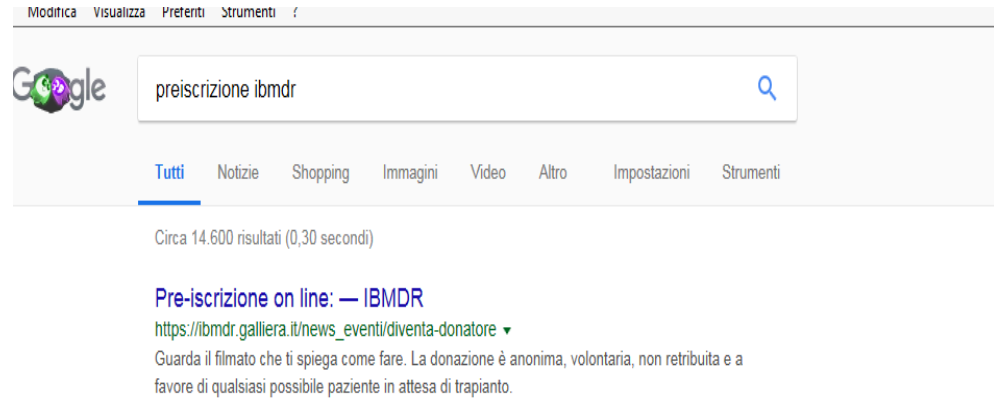 Modifica Visualizza Preferiti Strumenti ?
Google
preiscrizione ibmdr
Tutti Notizie Shopping Immagini Video Altro Impostazioni Strumenti
Circa 14.600 risultati (0,30 secondi)
Pre-iscrizione on line: — IBMDR
https://ibmdr.galliera.it/news_eventi/diventa-donatore
Guarda il filmato che ti spiega come fare. La donazione è anonima, volontaria, non retribuita e a
favore di qualsiasi possibile paziente in attesa di trapianto.